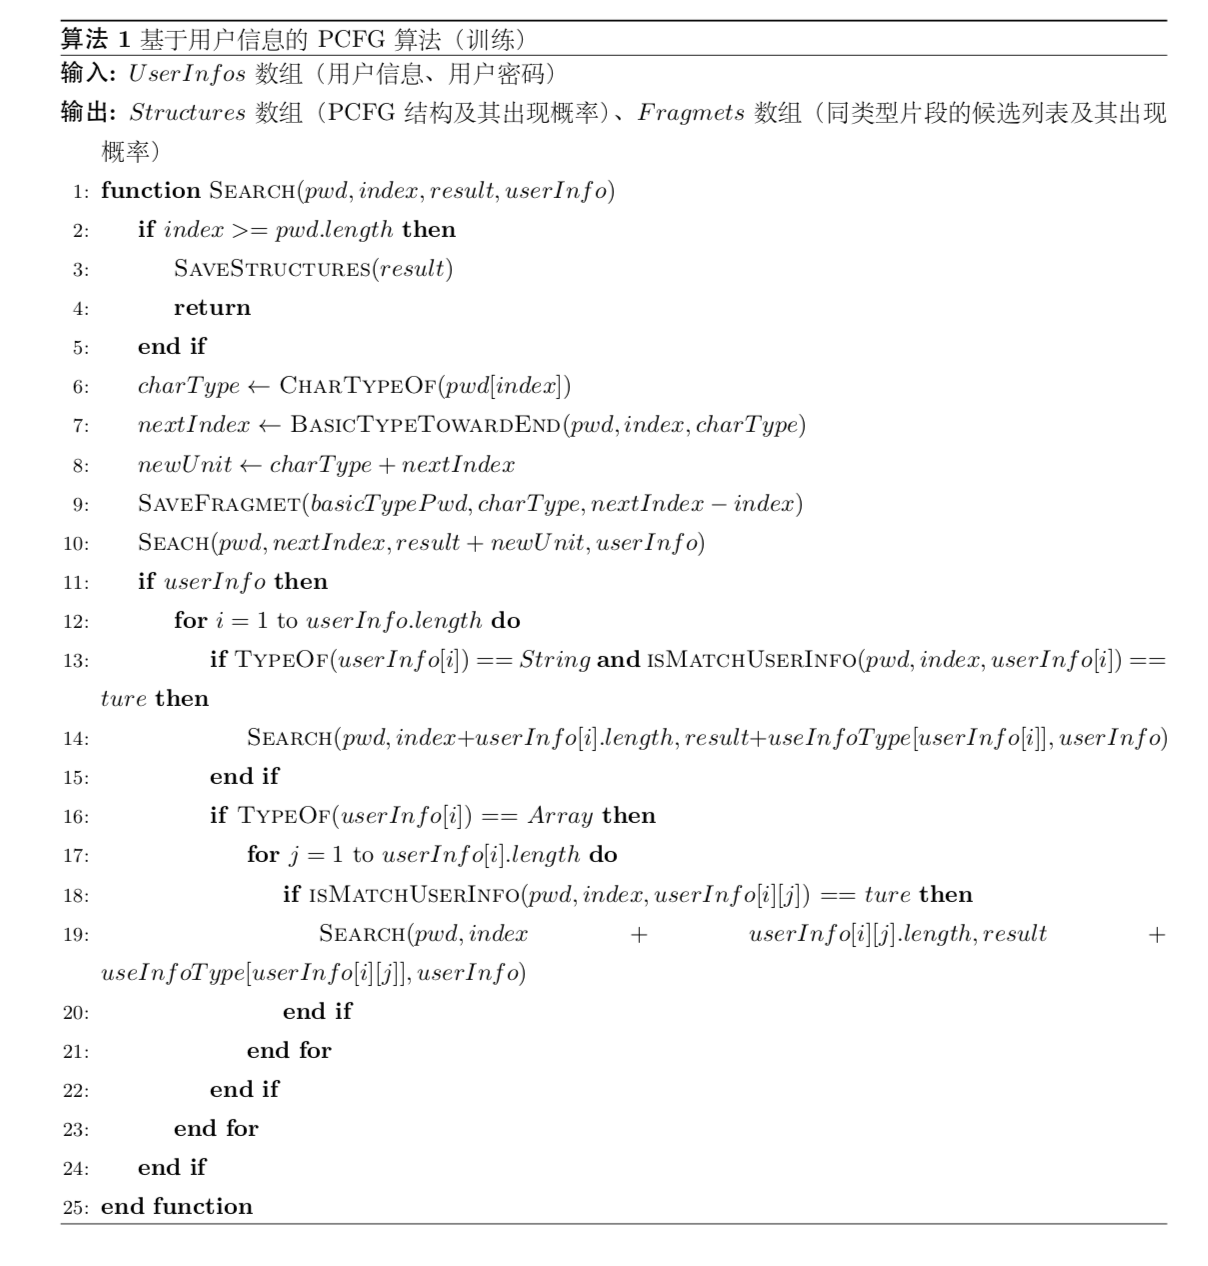 算法 1 基于用户信息的 PCFG 算法（训练）
输入: UserInfos 数组（用户信息、用户密码）
输出: Structures 数组（PCFG 结构及其出现概率）、Fragmets 数组（同类型片段的候选列表及其出现
概率）
1: function SEARCH(pwd, index, result, userInfo)
2: if index >= pwd.length then
3: SAVESTRUCTURES(result)
4: return
5: end if
6: charType ← CHARTYPEOF(pwd[index])
7: nextIndex ← BASICTYPETOWARDEND(pwd, index, charType)
8: newUnit ← charType + nextIndex
9: SAVEFRAGMET(basicTypePwd, charType, nextIndex − index)
10: SEACH(pwd, nextIndex, result + newUnit, userInfo)
11: if userInfo then
12: for i = 1 to userInfo.length do
13: if TYPEOF(userInfo[i]) == String and ISMATCHUSERINFO(pwd, index, userInfo[i]) ==
ture then
14: SEARCH(pwd, index+userInfo[i].length, result+useInfoType[userInfo[i]], userInfo)
15: end if
16: if TYPEOF(userInfo[i]) == Array then
17: for j = 1 to userInfo[i].length do
18: if ISMATCHUSERINFO(pwd, index, userInfo[i][j]) == ture then
19: SEARCH(pwd, index + userInfo[i][j].length, result +
useInfoType[userInfo[i][j]], userInfo)
20: end if
21: end for
22: end if
23: end for
24: end if
25: end function